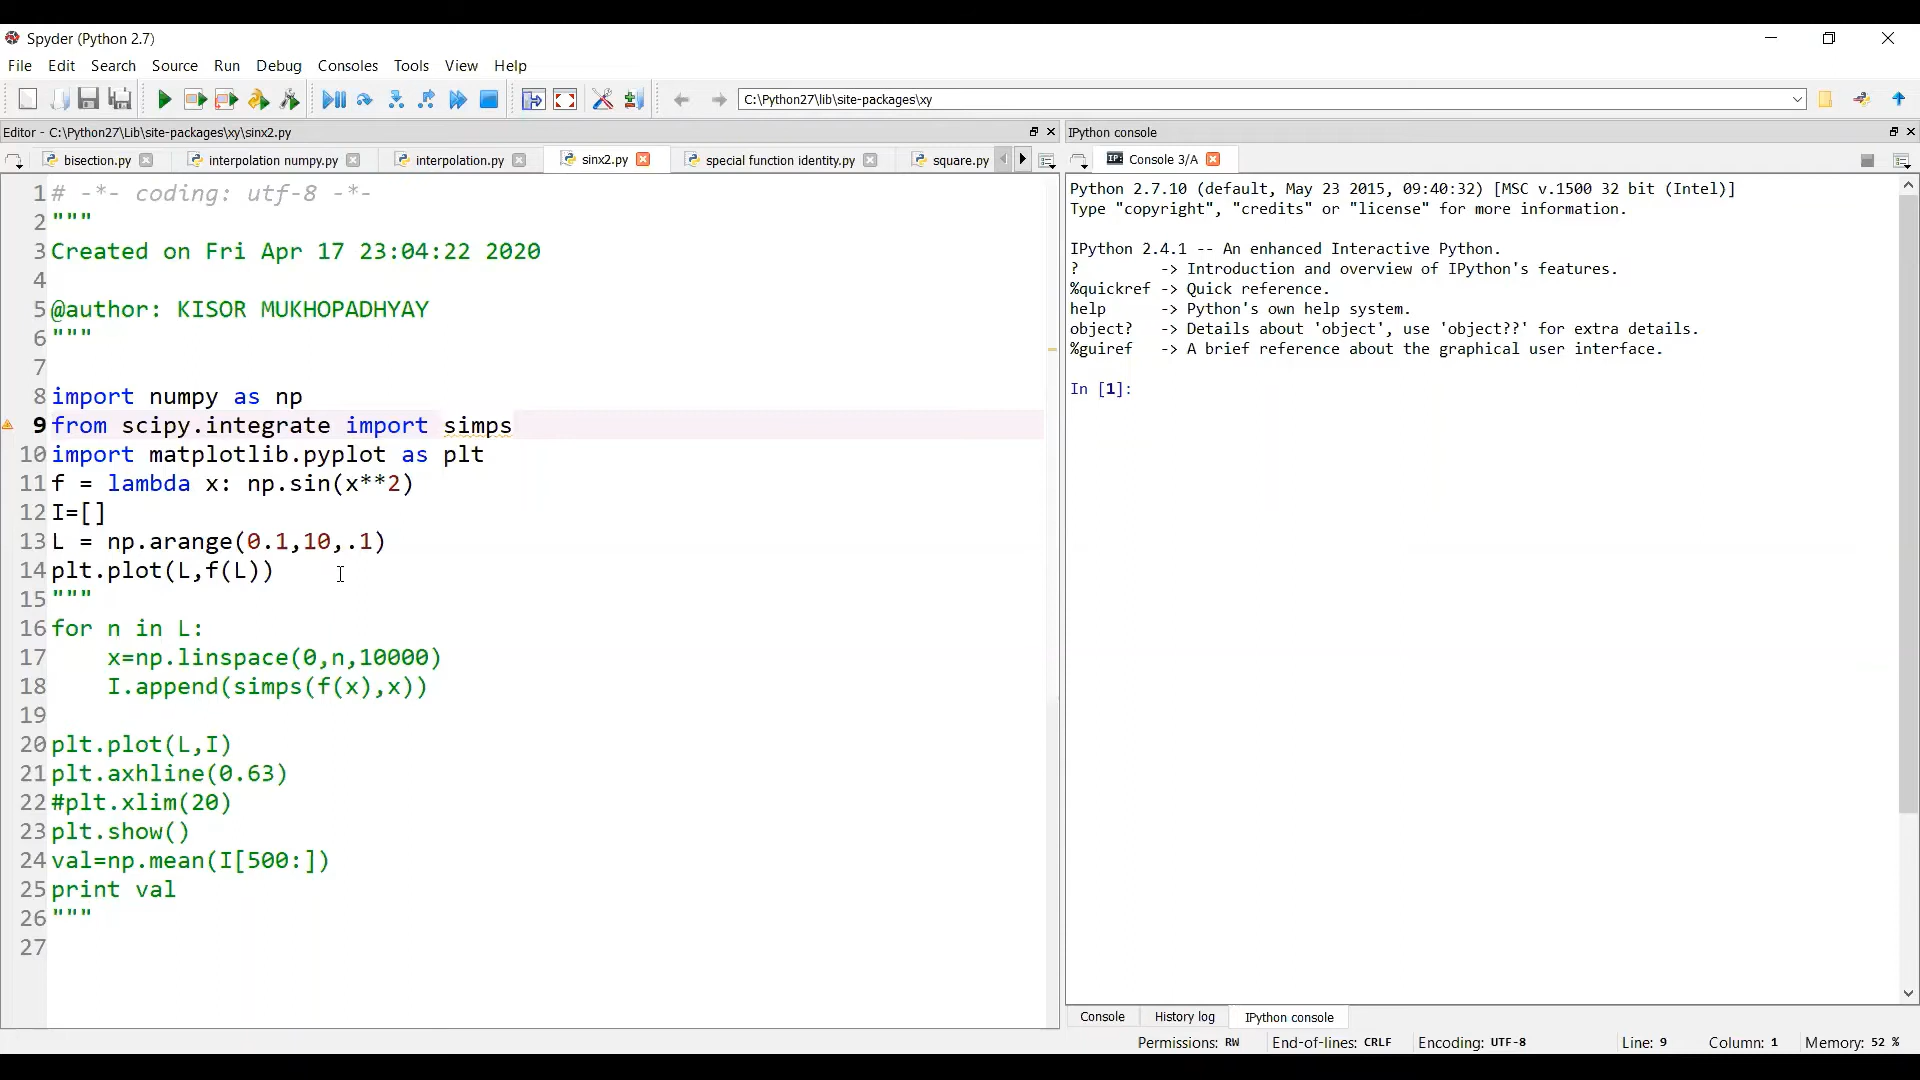 Spyder (Python 2.7)
File Edit Search Source Run Debug Consoles Tools View Help
C:\Python27\lib\site-packages\xy
Editor - C:\Python27\Lib\site-packages\xy\sinx2.py
IPython console
bisection.py interpolation numpy.py interpolation.py sinx2.py special function identity.py square.py
Console 3/A
1 # -*- coding: utf-8 -*-
2 """
3 Created on Fri Apr 17 23:04:22 2020
4
5 @author: KISOR MUKHOPADHYAY
6 """
7
8 import numpy as np
9 from scipy.integrate import simps
10 import matplotlib.pyplot as plt
11 f = lambda x: np.sin(x**2)
12 I=[]
13 L = np.arange(0.1,10,.1)
14 plt.plot(L,f(L))
15 """
16 for n in L:
17     x=np.linspace(0,n,10000)
18     I.append(simps(f(x),x))
19
20 plt.plot(L,I)
21 plt.axhline(0.63)
22 #plt.xlim(20)
23 plt.show()
24 val=np.mean(I[500:])
25 print val
26 """
27
Python 2.7.10 (default, May 23 2015, 09:40:32) [MSC v.1500 32 bit (Intel)]
Type "copyright", "credits" or "license" for more information.
IPython 2.4.1 -- An enhanced Interactive Python.
?         -> Introduction and overview of IPython's features.
%quickref -> Quick reference.
help      -> Python's own help system.
object?   -> Details about 'object', use 'object??' for extra details.
%guiref   -> A brief reference about the graphical user interface.
In [1]:
Console History log IPython console
Permissions: RW End-of-lines: CRLF Encoding: UTF-8 Line: 9 Column: 1 Memory: 52 %